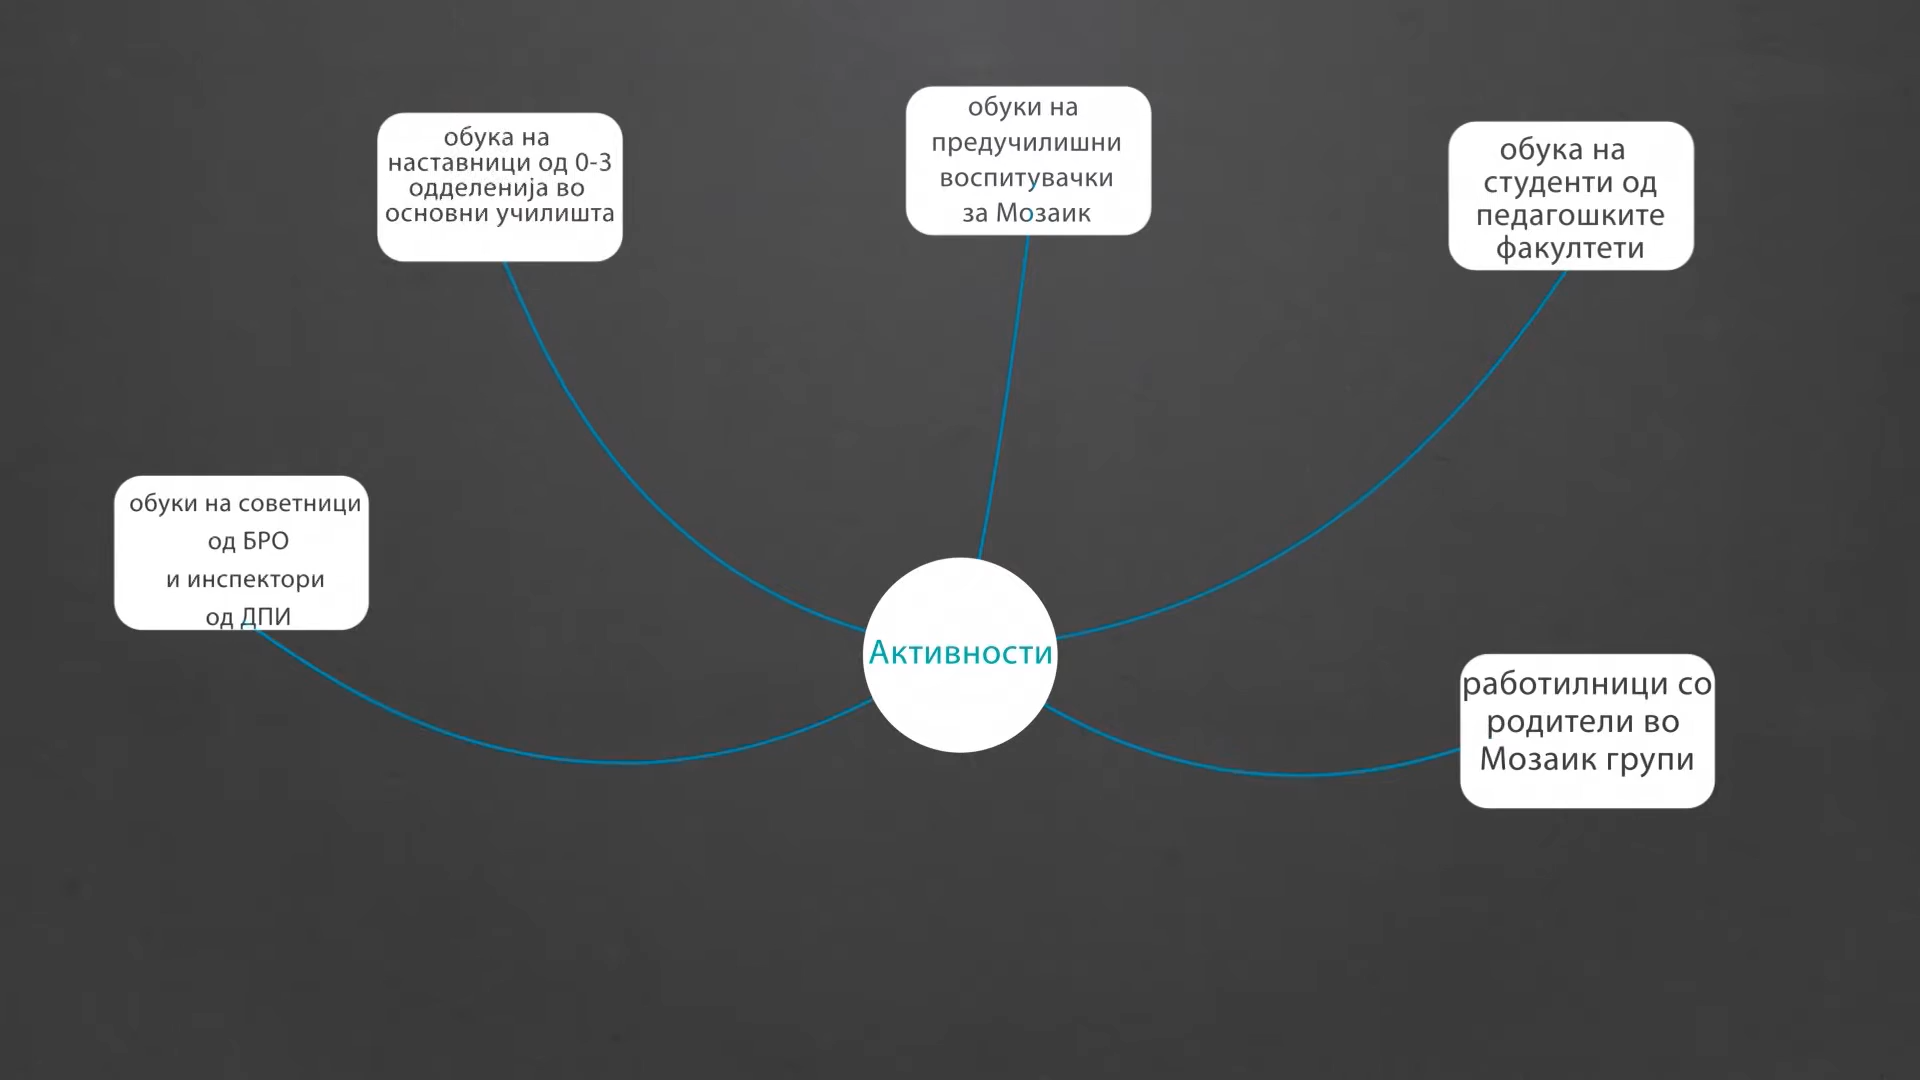 обука на
наставници од 0-3
одделенија во
основни училишта
обуки на
предучилишни
воспитувачки
за Мозаик
обука на
студенти од
педагошките
факултети
обуки на советници
од БРО
и инспектори
од ДПИ
Активности
работилници со
родители во
Мозаик групи